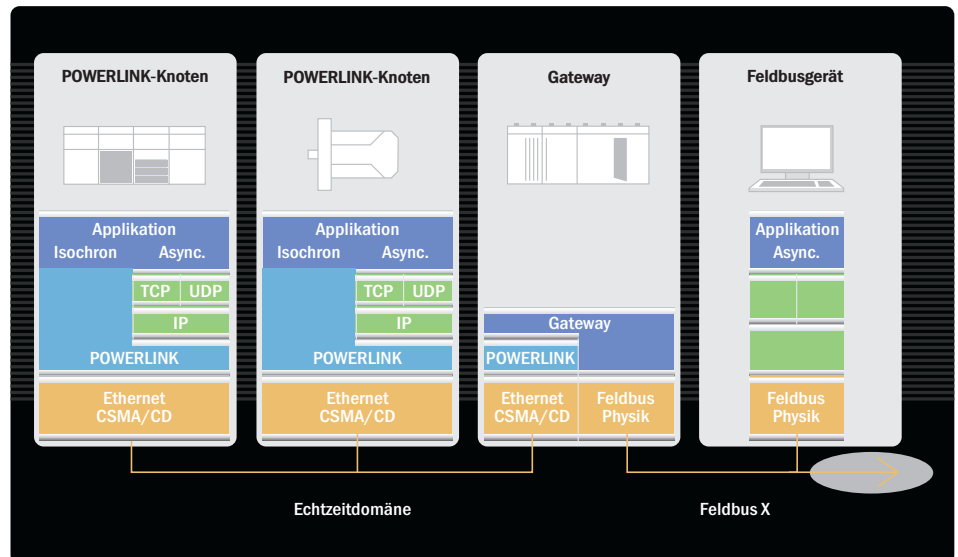 POWERLINK-Knoten
Applikation
Isochron Async.
TCP UDP
IP
POWERLINK
Ethernet
CSMA/CD
POWERLINK-Knoten
Applikation
Isochron Async.
TCP UDP
IP
POWERLINK
Ethernet
CSMA/CD
Gateway
Gateway
POWERLINK
Ethernet
CSMA/CD
Feldbus
Physik
Feldbusgerät
Applikation
Async.
Feldbus
Physik
Echtzeitdomäne
Feldbus X